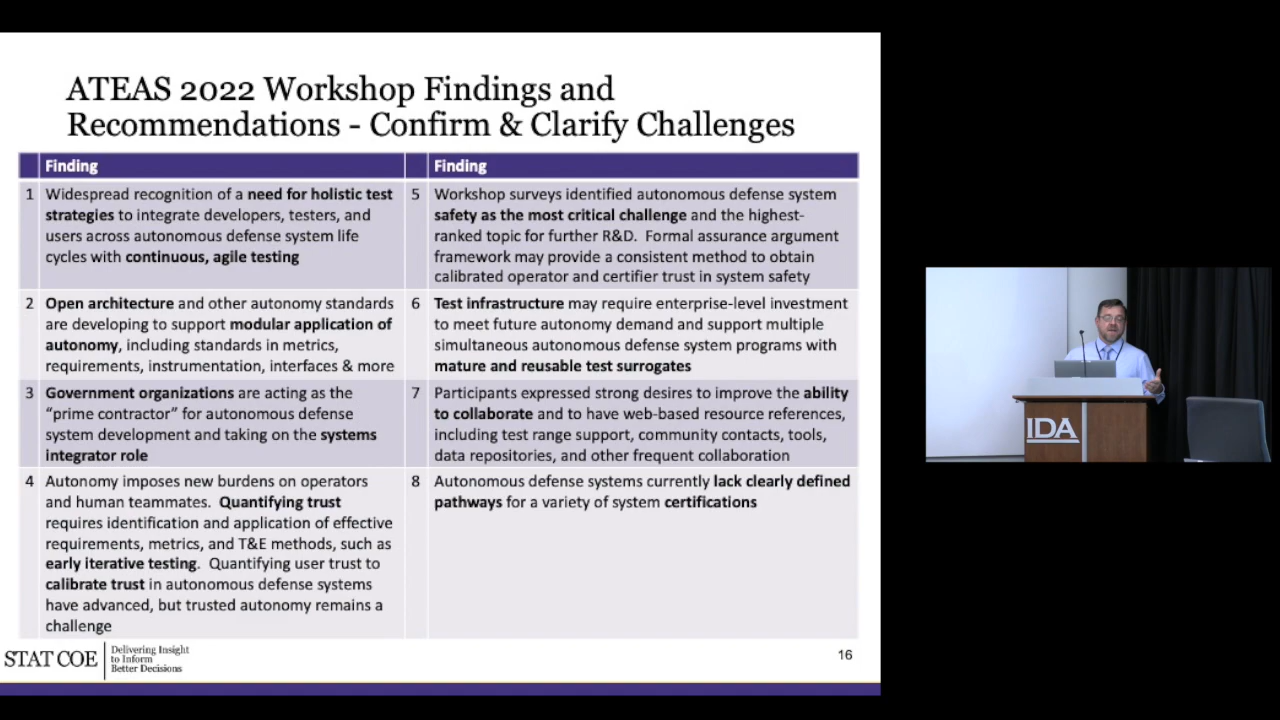 ATEAS 2022 Workshop Findings and
Recommendations - Confirm & Clarify Challenges
Finding
1 Widespread recognition of a need for holistic test
strategies to integrate developers, testers, and
users across autonomous defense system life
cycles with continuous, agile testing
2 Open architecture and other autonomy standards
are developing to support modular application of
autonomy, including standards in metrics,
requirements, instrumentation, interfaces & more
3 Government organizations are acting as the
“prime contractor” for autonomous defense
system development and taking on the systems
integrator role
4 Autonomy imposes new burdens on operators
and human teammates. Quantifying trust
requires identification and application of effective
requirements, metrics, and T&E methods, such as
early iterative testing. Quantifying user trust to
calibrate trust in autonomous defense systems
have advanced, but trusted autonomy remains a
challenge
Finding
5 Workshop surveys identified autonomous defense system
safety as the most critical challenge and the highest-
ranked topic for further R&D. Formal assurance argument
framework may provide a consistent method to obtain
calibrated operator and certifier trust in system safety
6 Test infrastructure may require enterprise-level investment
to meet future autonomy demand and support multiple
simultaneous autonomous defense system programs with
mature and reusable test surrogates
7 Participants expressed strong desires to improve the ability
to collaborate and to have web-based resource references,
including test range support, community contacts, tools,
data repositories, and other frequent collaboration
8 Autonomous defense systems currently lack clearly defined
pathways for a variety of system certifications
STAT COE
Delivering Insight
to Inform
Better Decisions
16
IDA